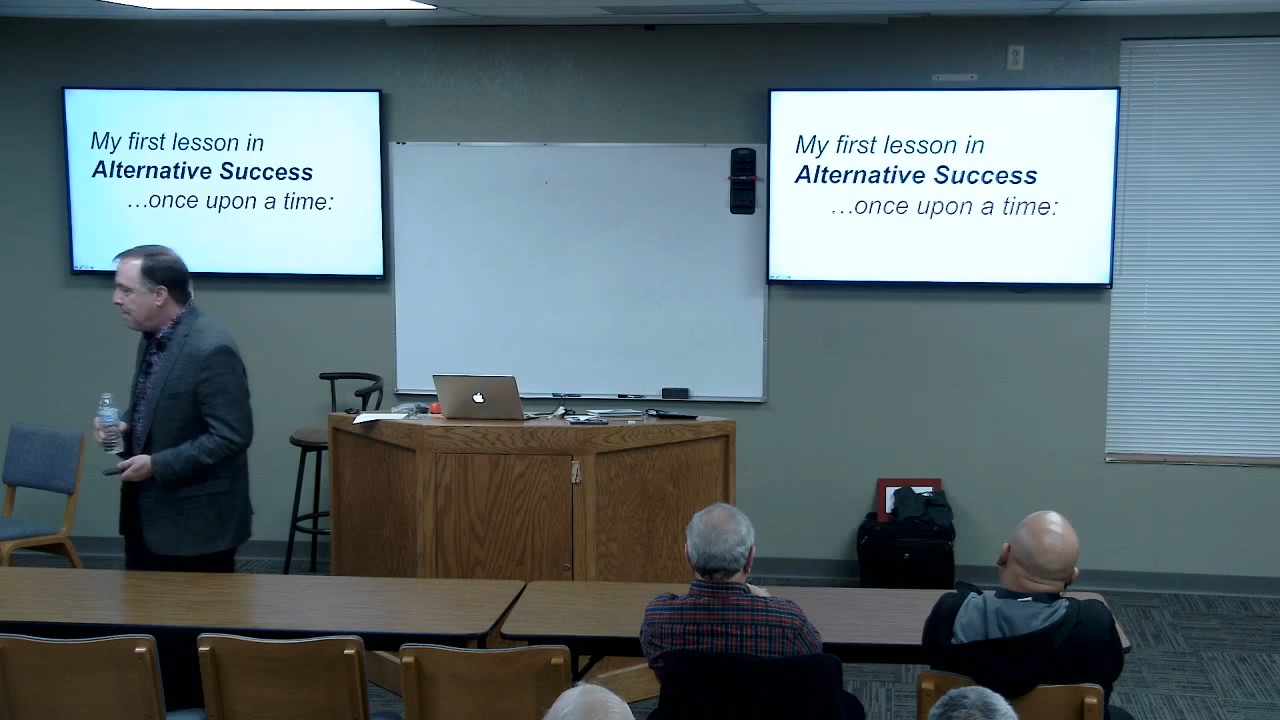 My first lesson in
Alternative Success
…once upon a time:
My first lesson in
Alternative Success
…once upon a time: